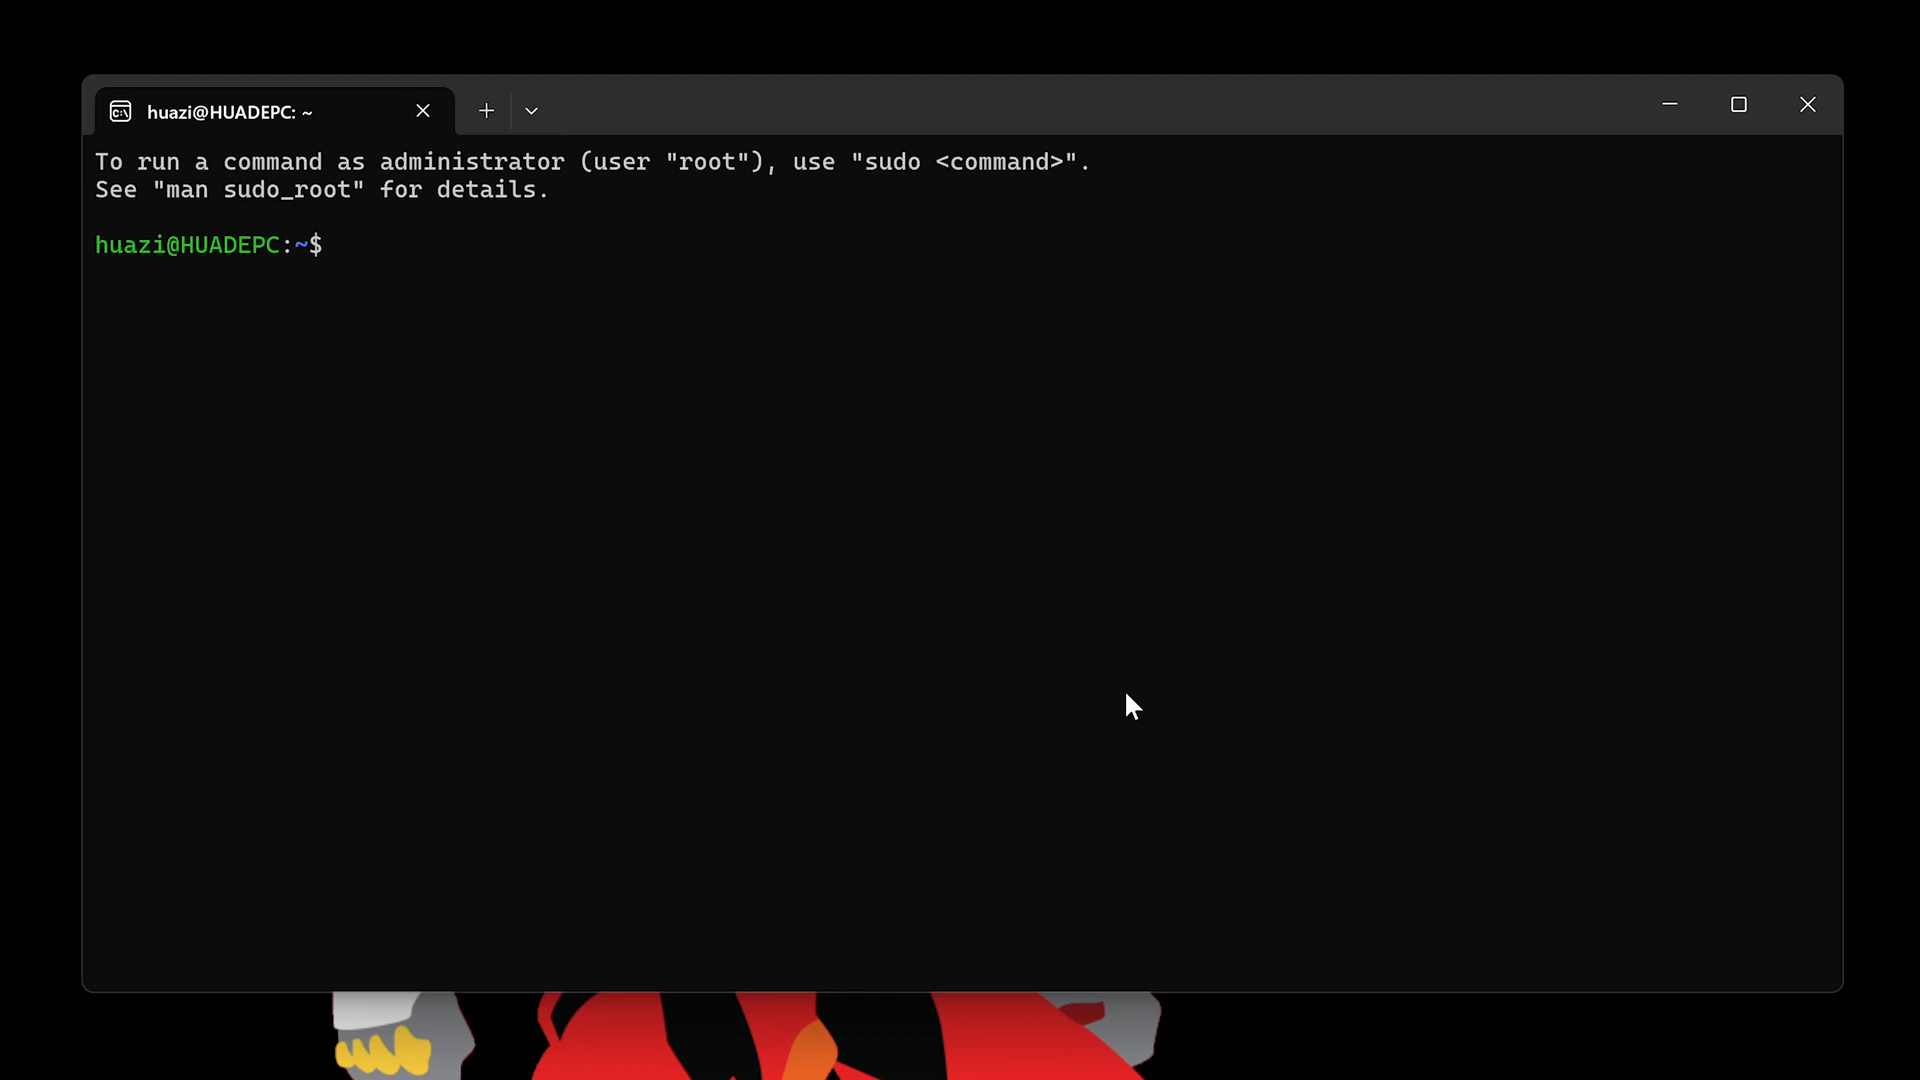 huazi@HUADEPC: ~
To run a command as administrator (user "root"), use "sudo <command>".
See "man sudo_root" for details.
huazi@HUADEPC:~$